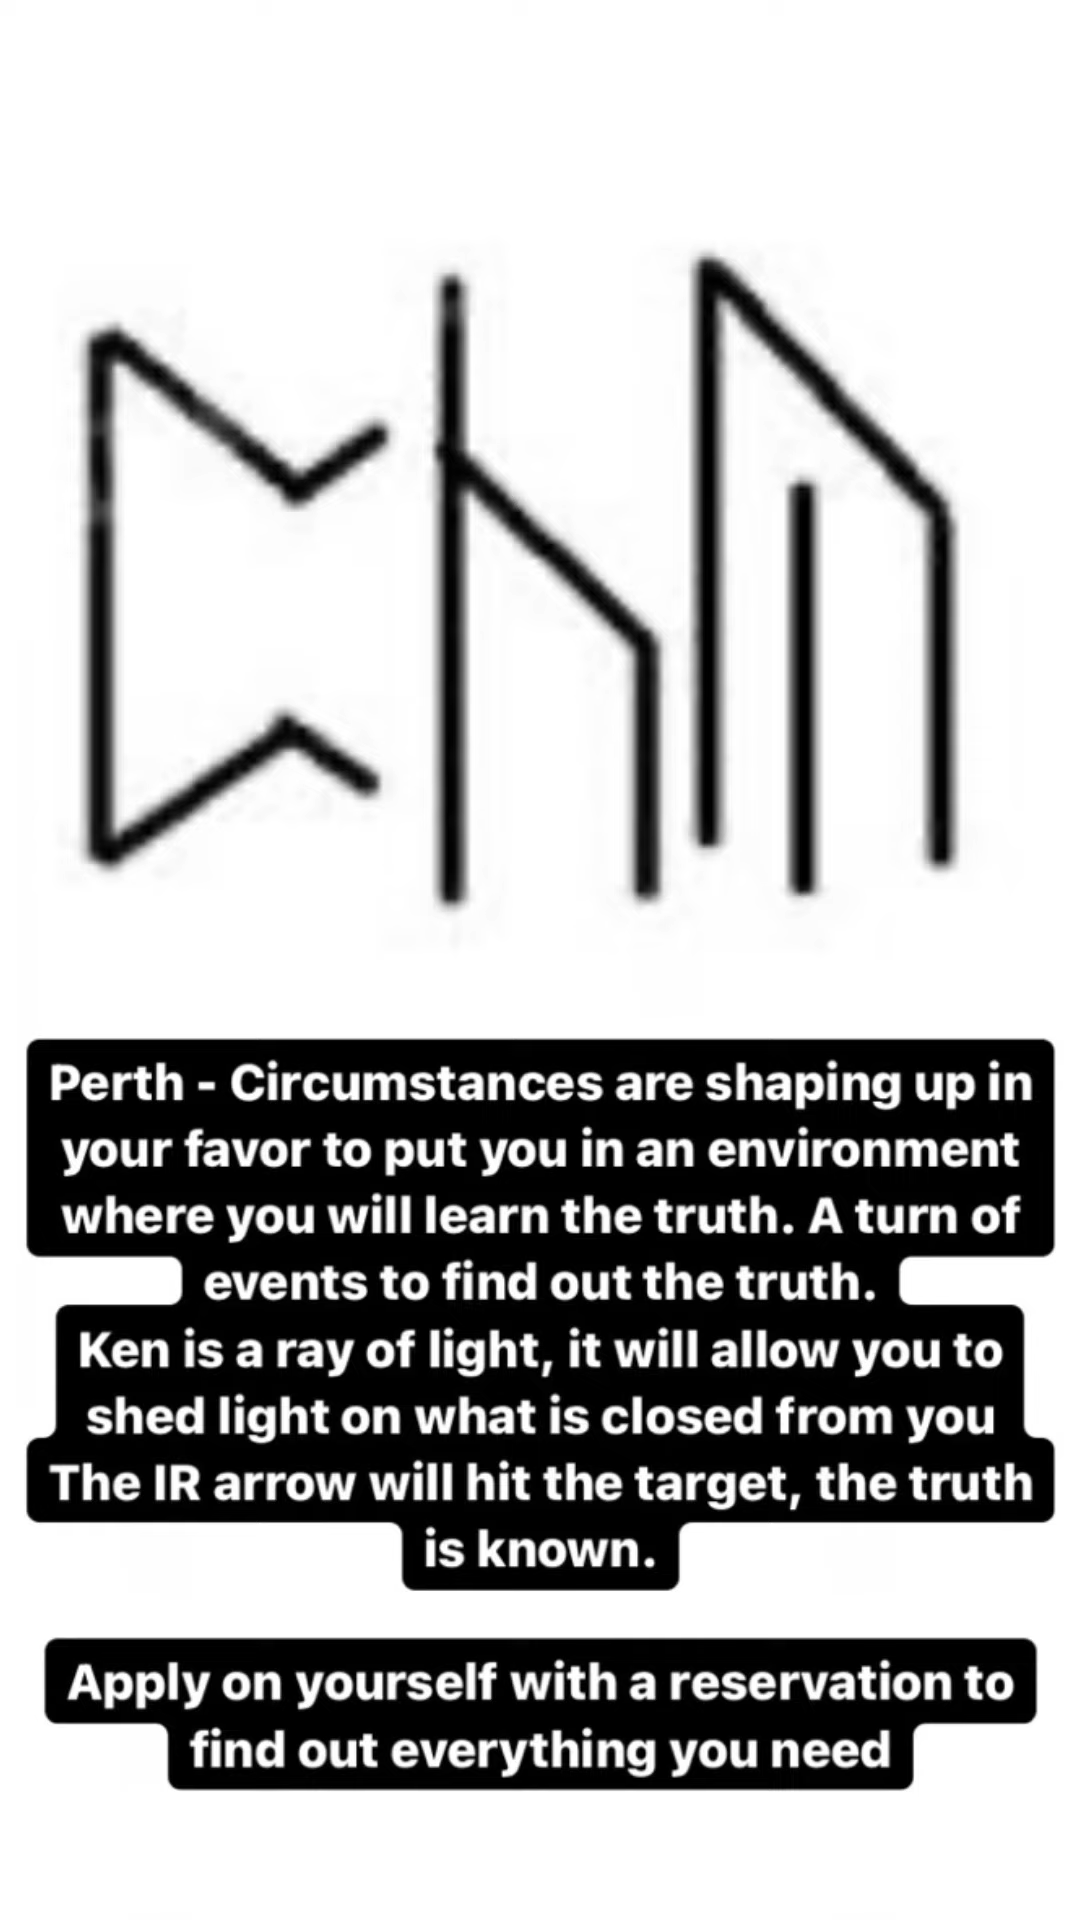 ᛈᚳᚣ
Perth - Circumstances are shaping up in
your favor to put you in an environment
where you will learn the truth. A turn of
events to find out the truth.
Ken is a ray of light, it will allow you to
shed light on what is closed from you
The IR arrow will hit the target, the truth
is known.
Apply on yourself with a reservation to
find out everything you need